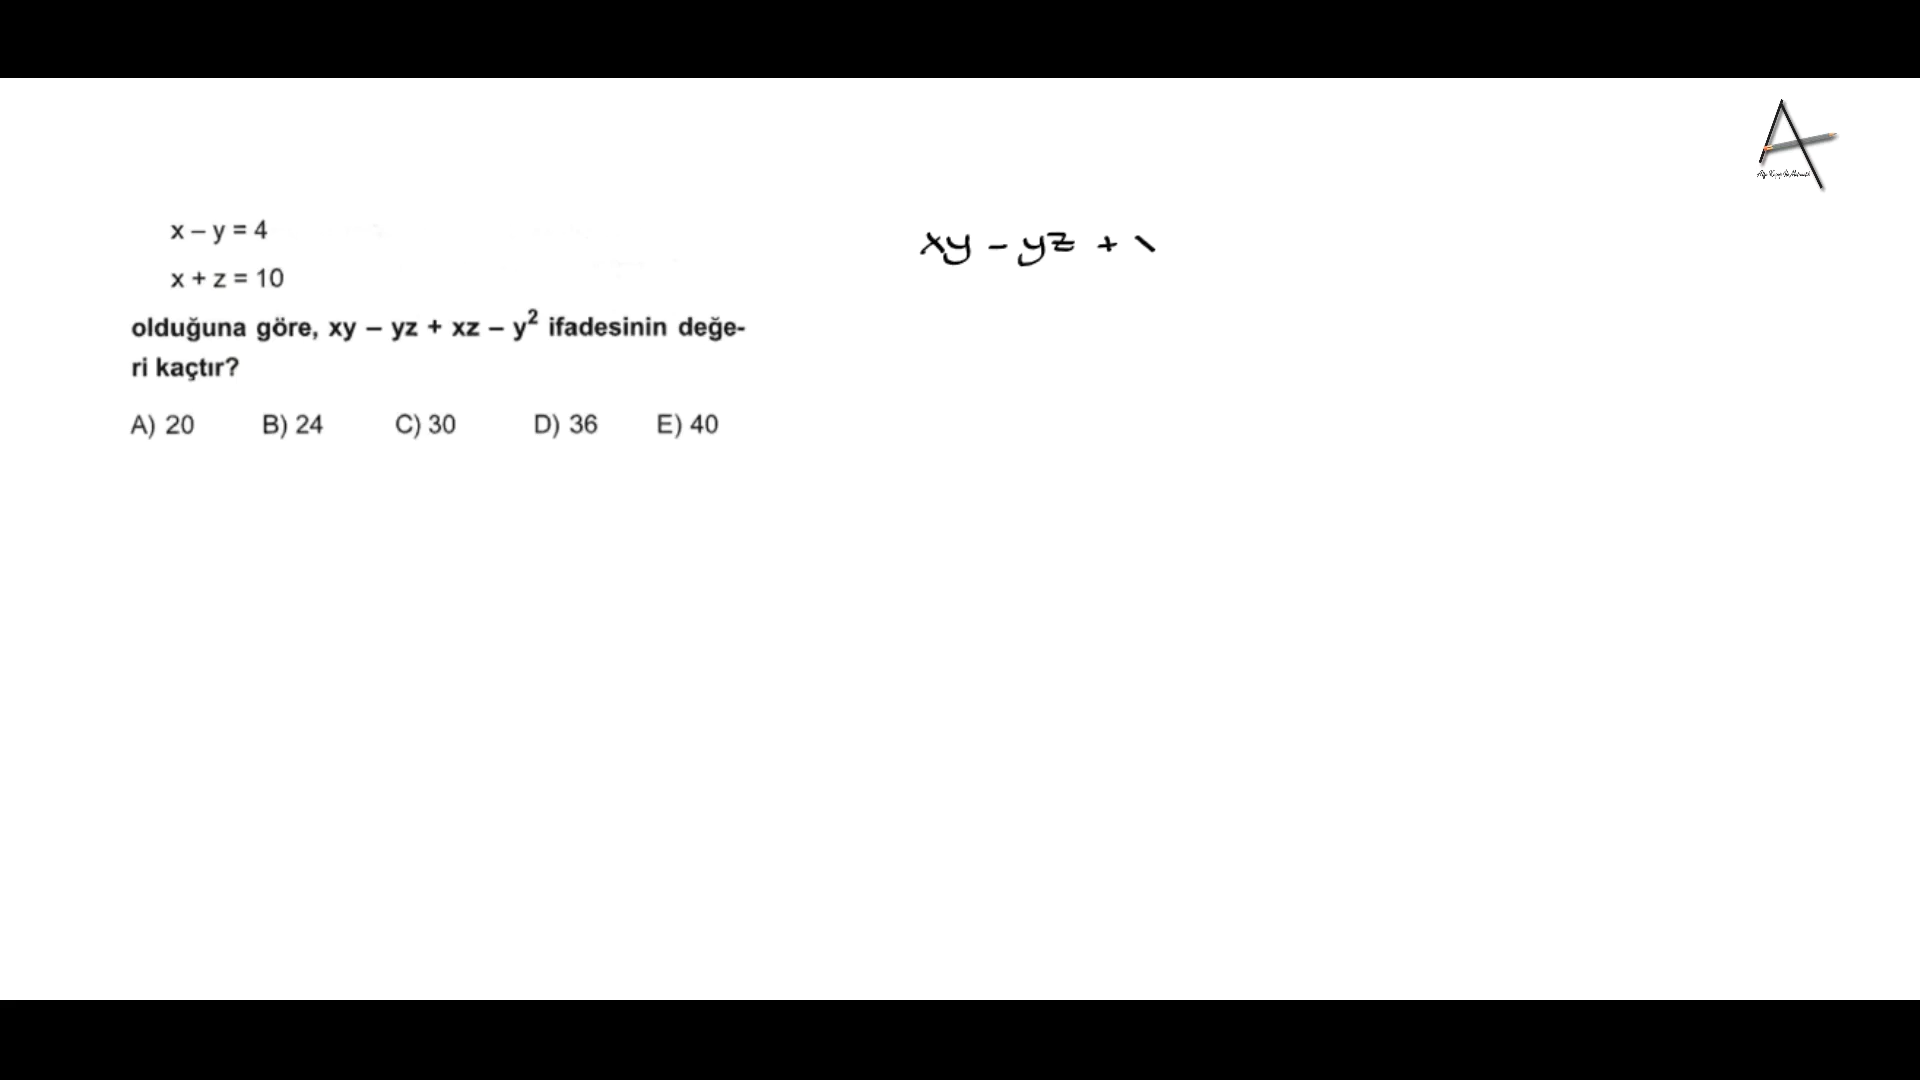 x – y = 4
x + z = 10
olduğuna göre, xy – yz + xz – y² ifadesinin değe-
ri kaçtır?
A) 20 B) 24 C) 30 D) 36 E) 40
xy - yz +